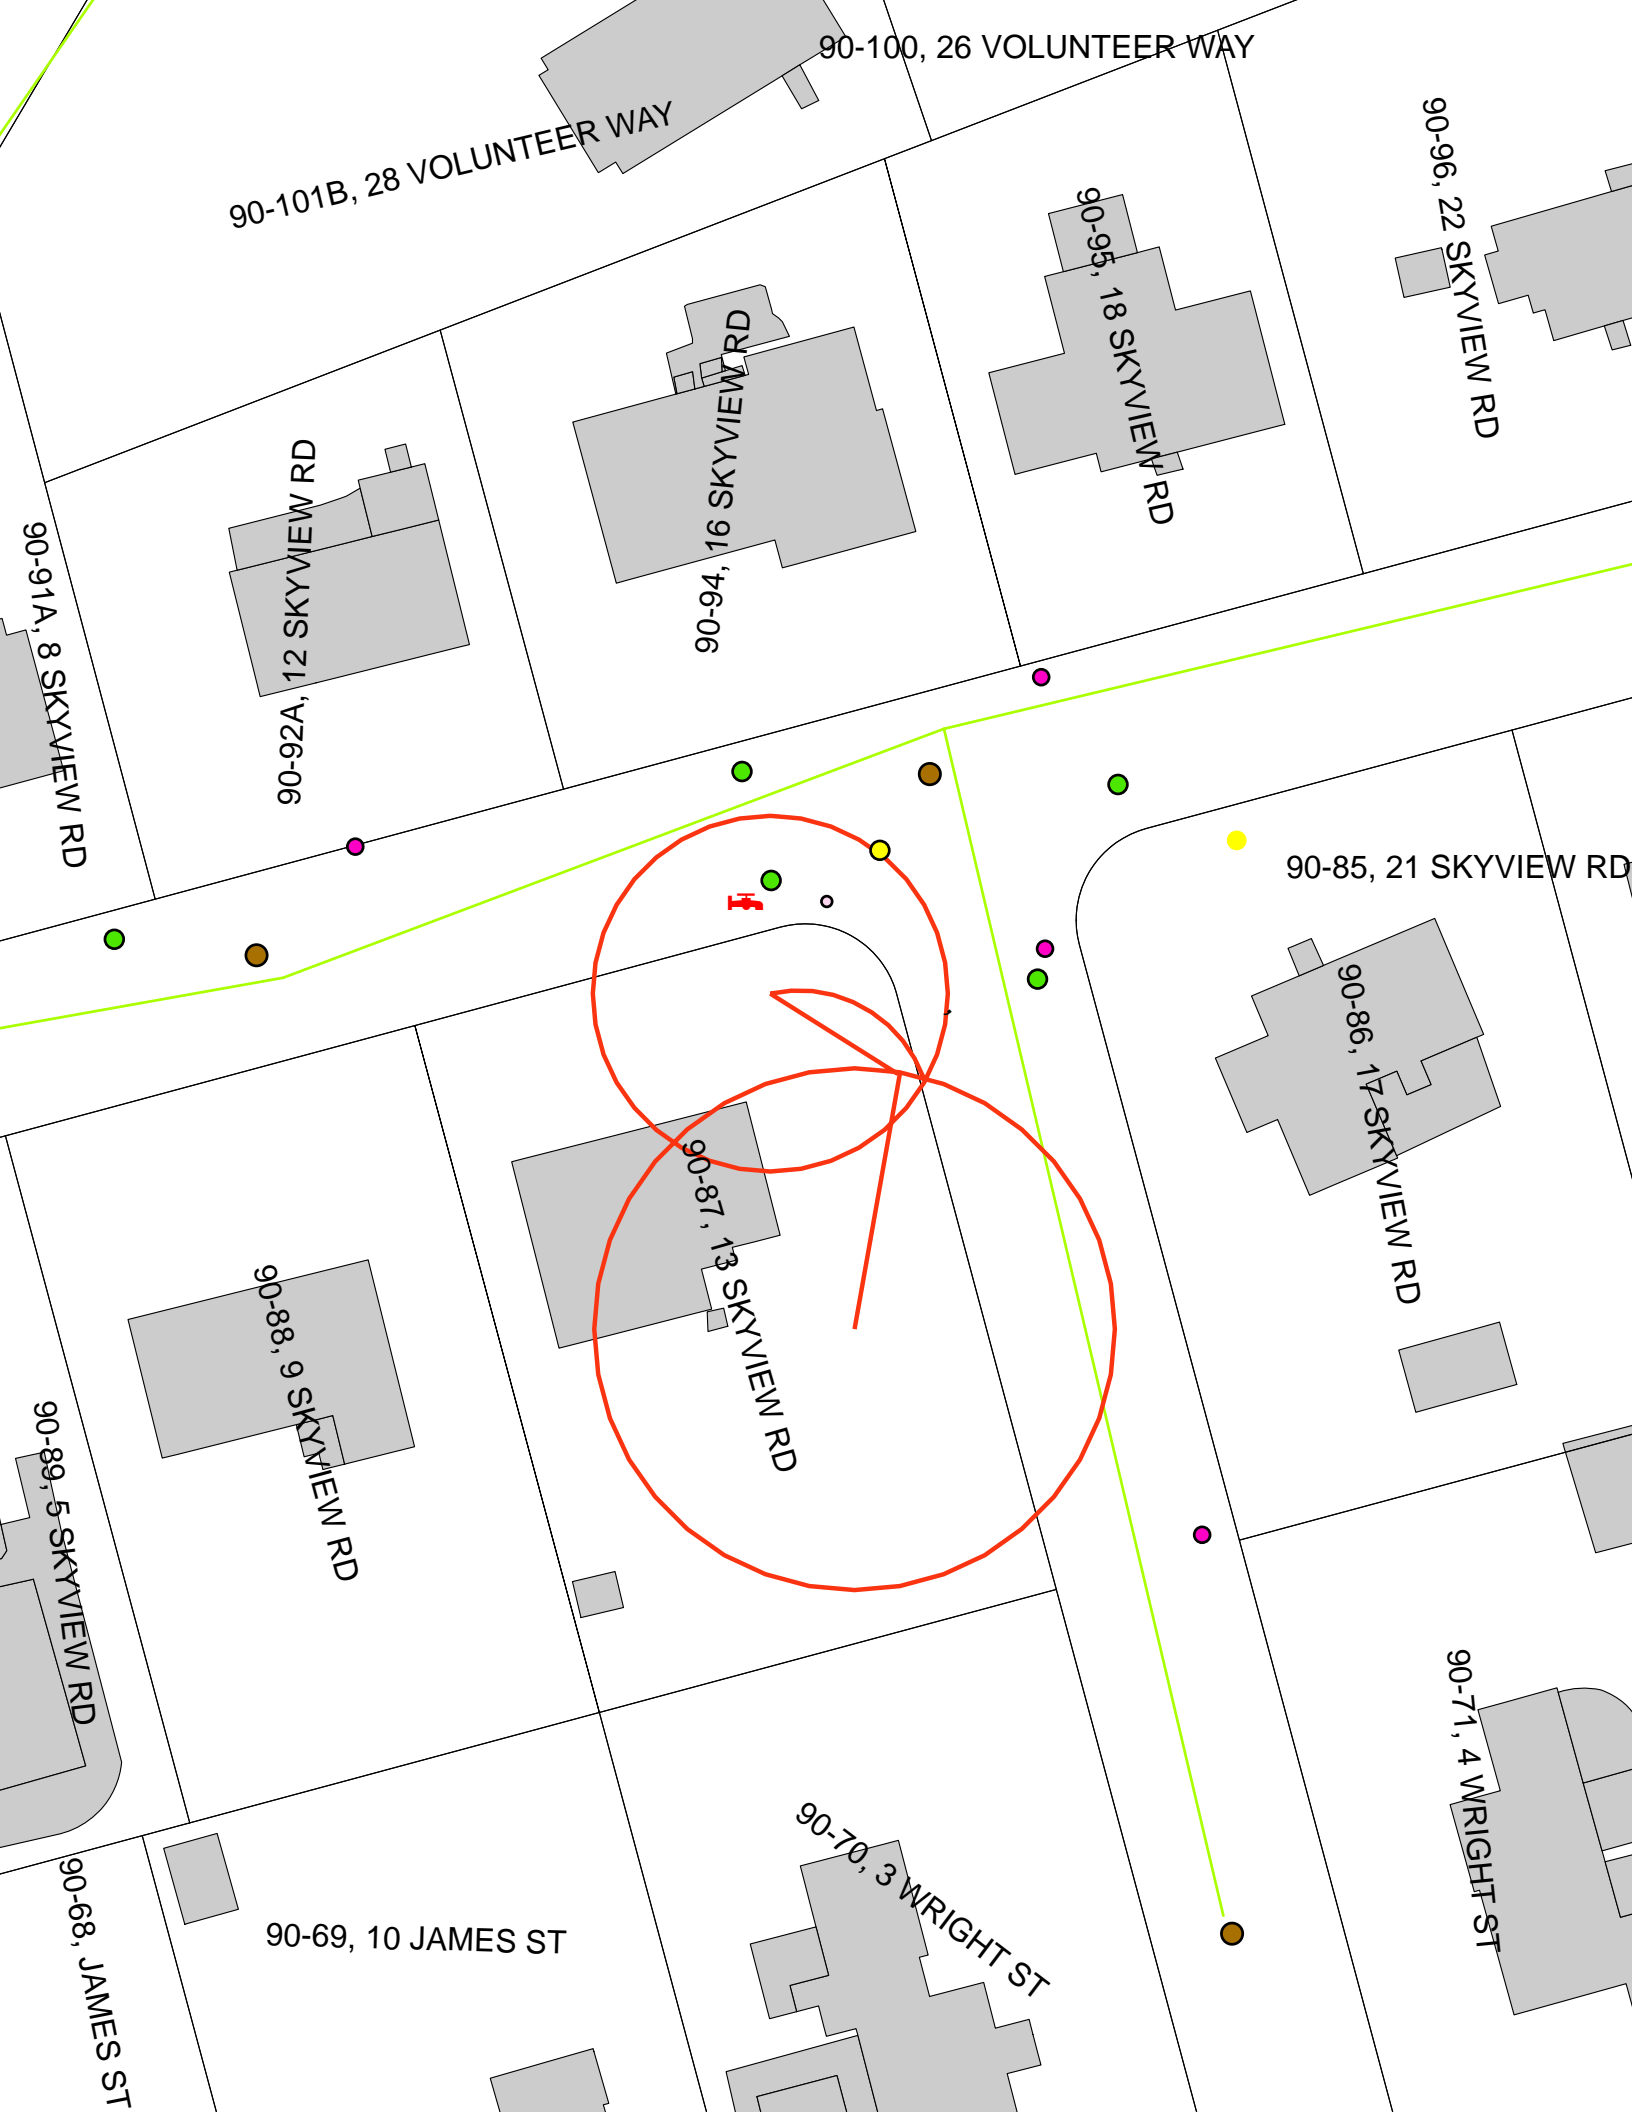 90-100, 26 VOLUNTEER WAY
90-101B, 28 VOLUNTEER WAY
90-96, 22 SKYVIEW RD
90-95, 18 SKYVIEW RD
90-94, 16 SKYVIEW RD
90-92A, 12 SKYVIEW RD
90-91A, 8 SKYVIEW RD
90-85, 21 SKYVIEW RD
90-86, 17 SKYVIEW RD
90-87, 13 SKYVIEW RD
90-88, 9 SKYVIEW RD
90-89, 5 SKYVIEW RD
90-71, 4 WRIGHT ST
90-70, 3 WRIGHT ST
90-69, 10 JAMES ST
90-68, JAMES ST